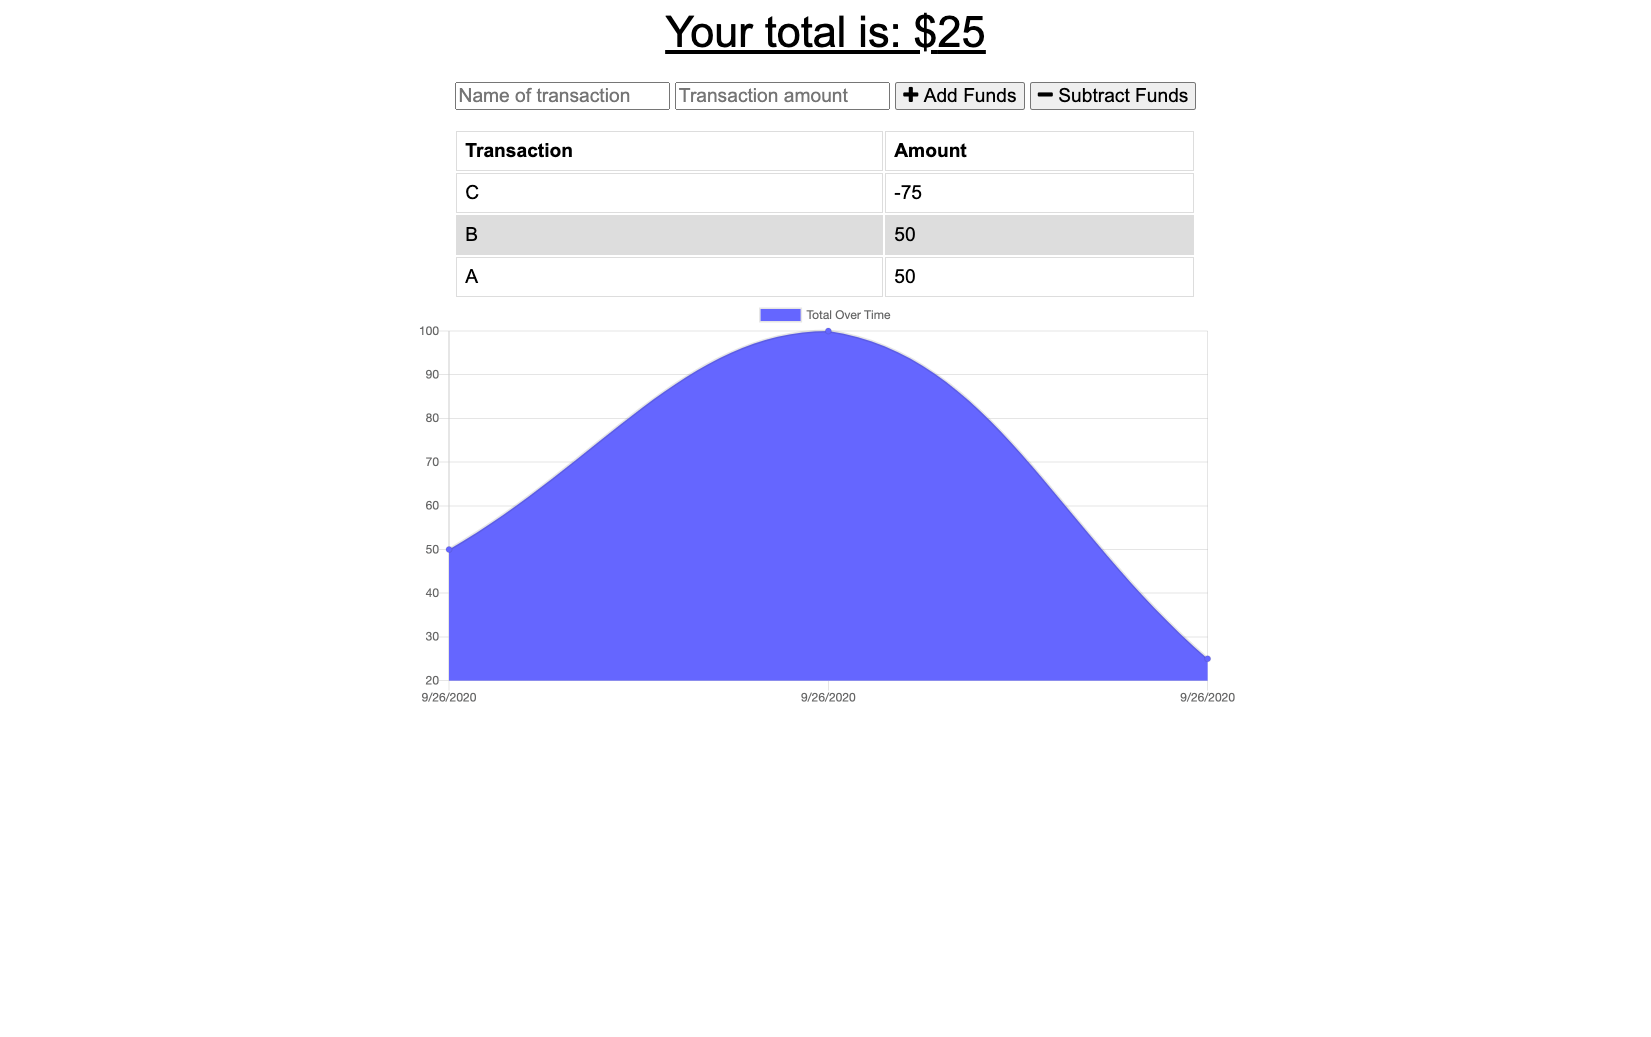 Your total is: $25
Name of transaction Transaction amount Add Funds Subtract Funds
Transaction Amount
C -75
B 50
A 50
Total Over Time
100
90
80
70
60
50
40
30
20
9/26/2020 9/26/2020 9/26/2020